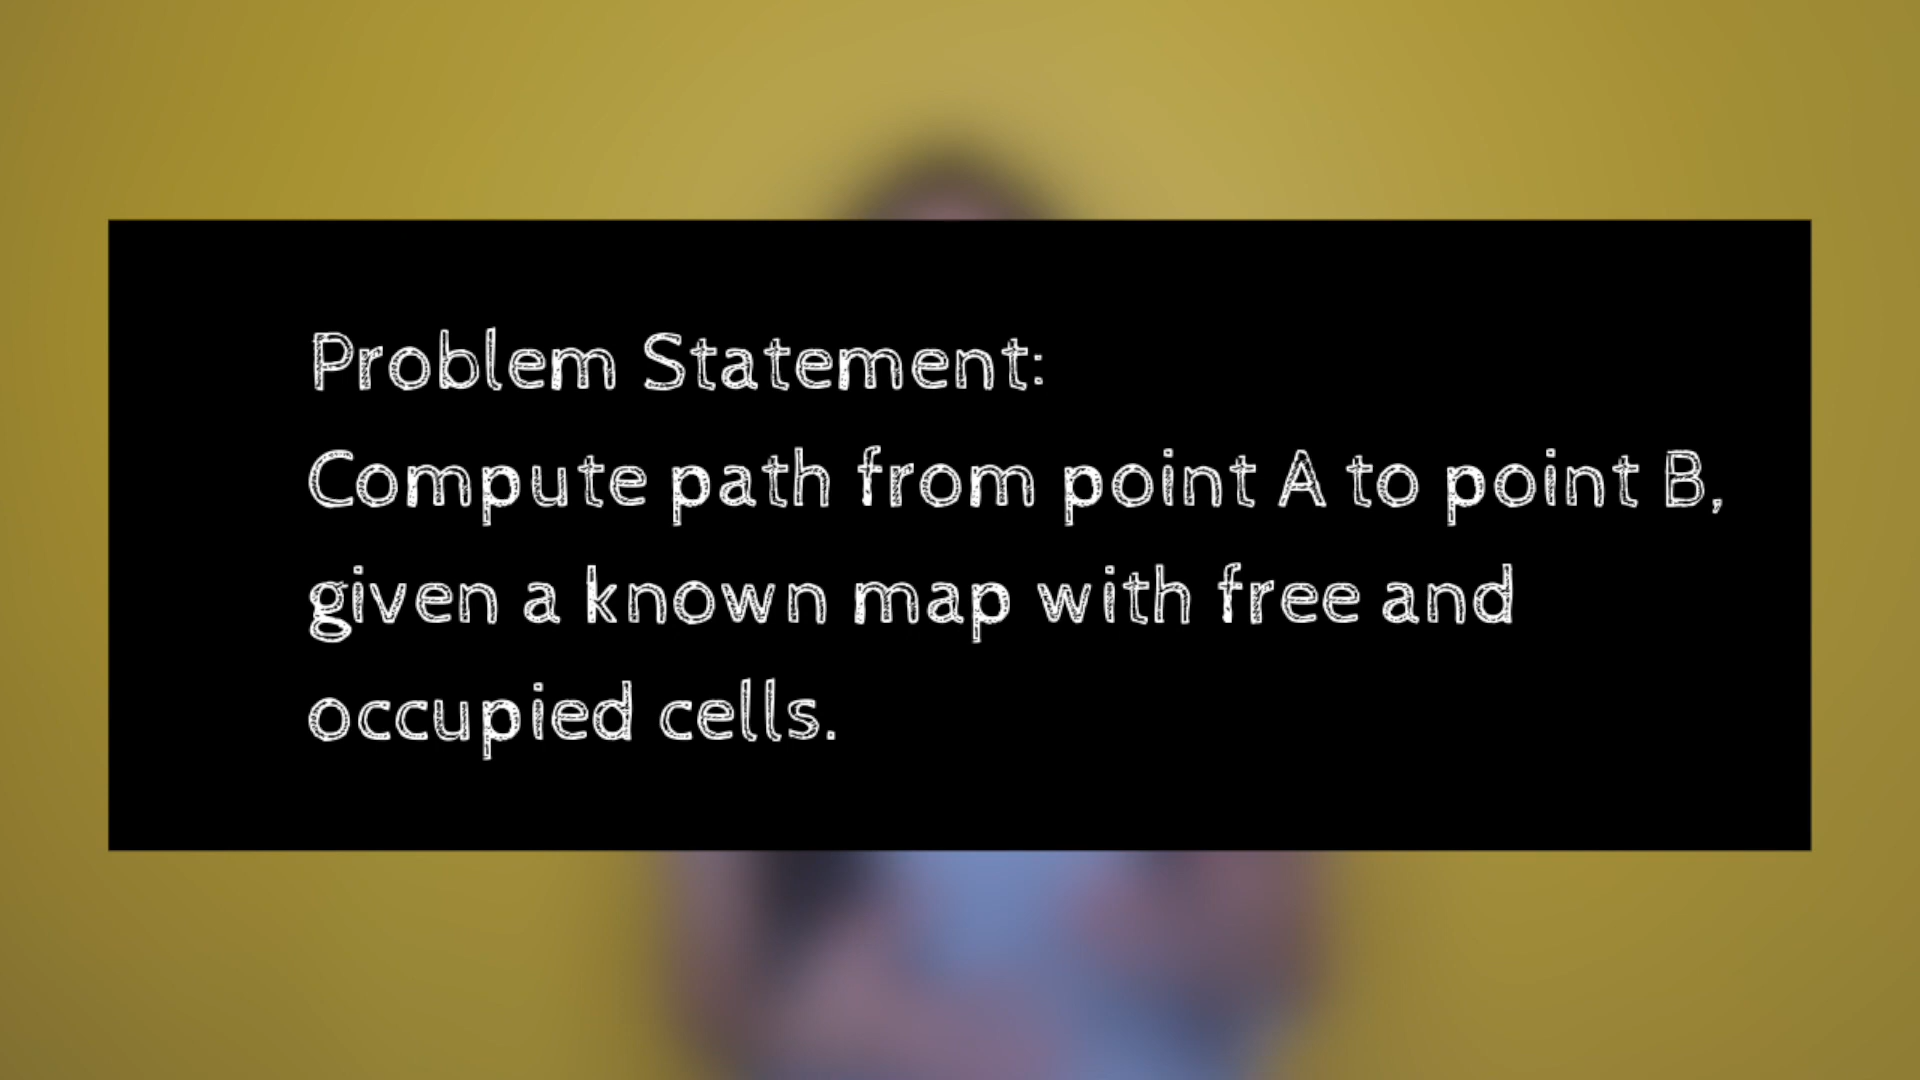 Problem Statement:
Compute path from point A to point B,
given a known map with free and
occupied cells.